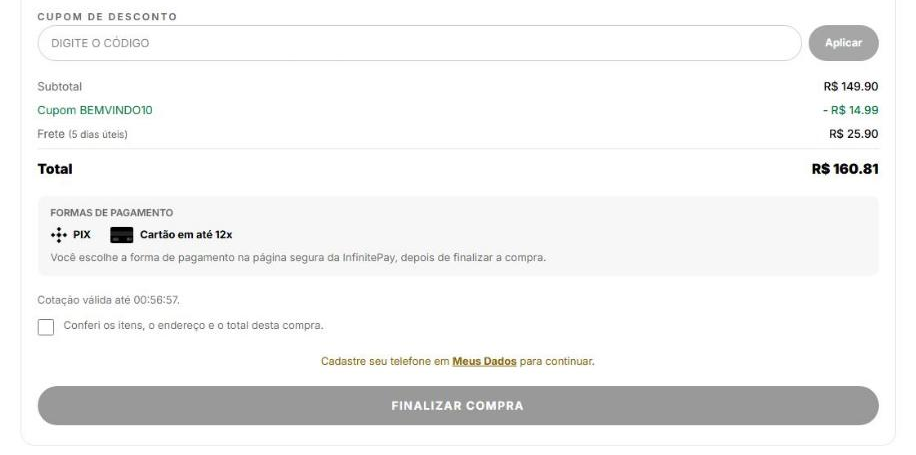 CUPOM DE DESCONTO
DIGITE O CÓDIGO
Aplicar
Subtotal R$ 149.90
Cupom BEMVINDO10 - R$ 14.99
Frete (5 dias úteis) R$ 25.90
Total R$ 160.81
FORMAS DE PAGAMENTO
PIX Cartão em até 12x
Você escolhe a forma de pagamento na página segura da InfinitePay, depois de finalizar a compra.
Cotação válida até 00:56:57.
Conferi os itens, o endereço e o total desta compra.
Cadastre seu telefone em Meus Dados para continuar.
FINALIZAR COMPRA